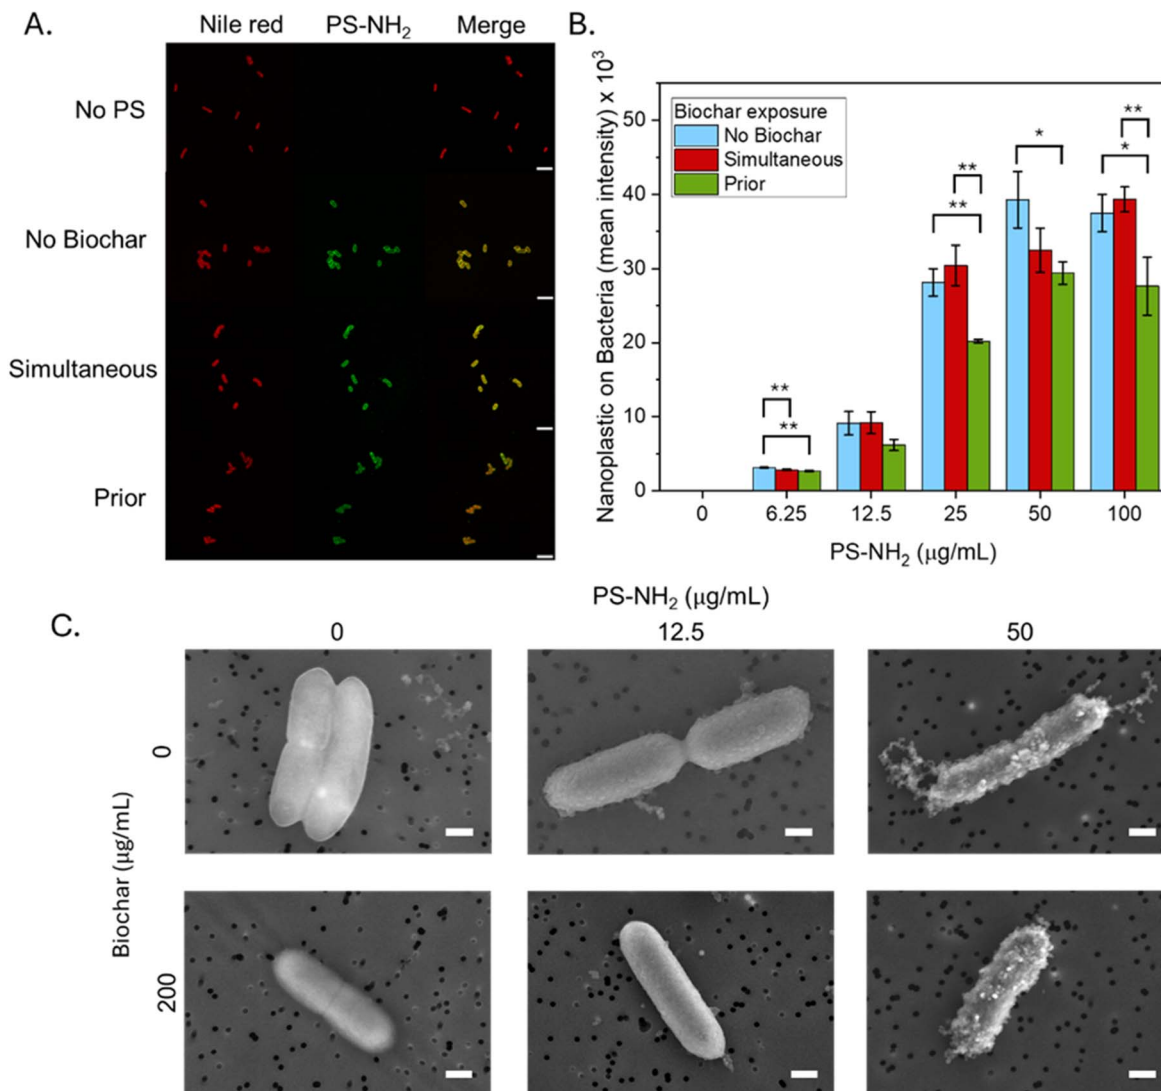 A.
Nile red PS-NH₂ Merge
No PS
No Biochar
Simultaneous
Prior
B.
Nanoplastic on Bacteria (mean intensity) x 10³
50
40
30
20
10
0
Biochar exposure
No Biochar
Simultaneous
Prior
** **
** **
*
** *
0 6.25 12.5 25 50 100
PS-NH₂ (µg/mL)
C.
PS-NH₂ (µg/mL)
0 12.5 50
Biochar (µg/mL)
0
200